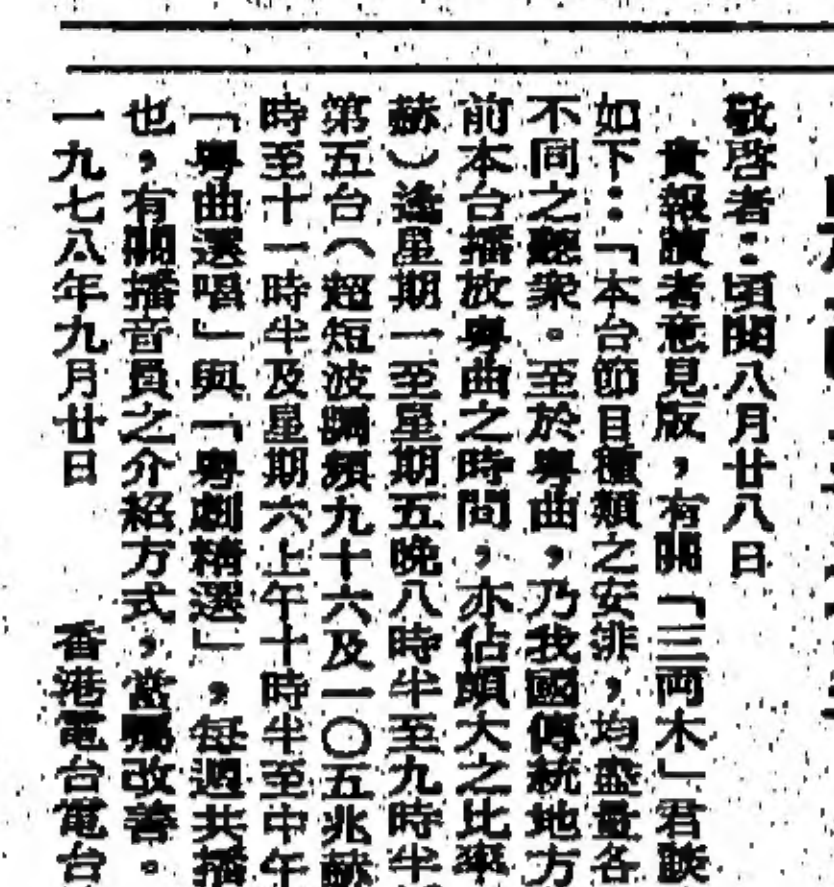 敬啓者：頃閱八月廿八日
貴報讀者意見版，有關「三兩木」君談
如下：「本台節目種類之安排，均盡量各
不同之聽衆。至於粤曲，乃我國傳統地方
前本台播放粤曲之時間，亦佔頗大之比率
赫）逢星期一至星期五晚八時半至九時半
第五台（超短波調頻九十六及一〇五兆赫
時至十一時半及星期六上午十時半至中午
「粤曲選唱」與「粤劇精選」，每週共播
也，有關播音員之介紹方式，當囑改善。
一九七八年九月廿日　　香港電台電台